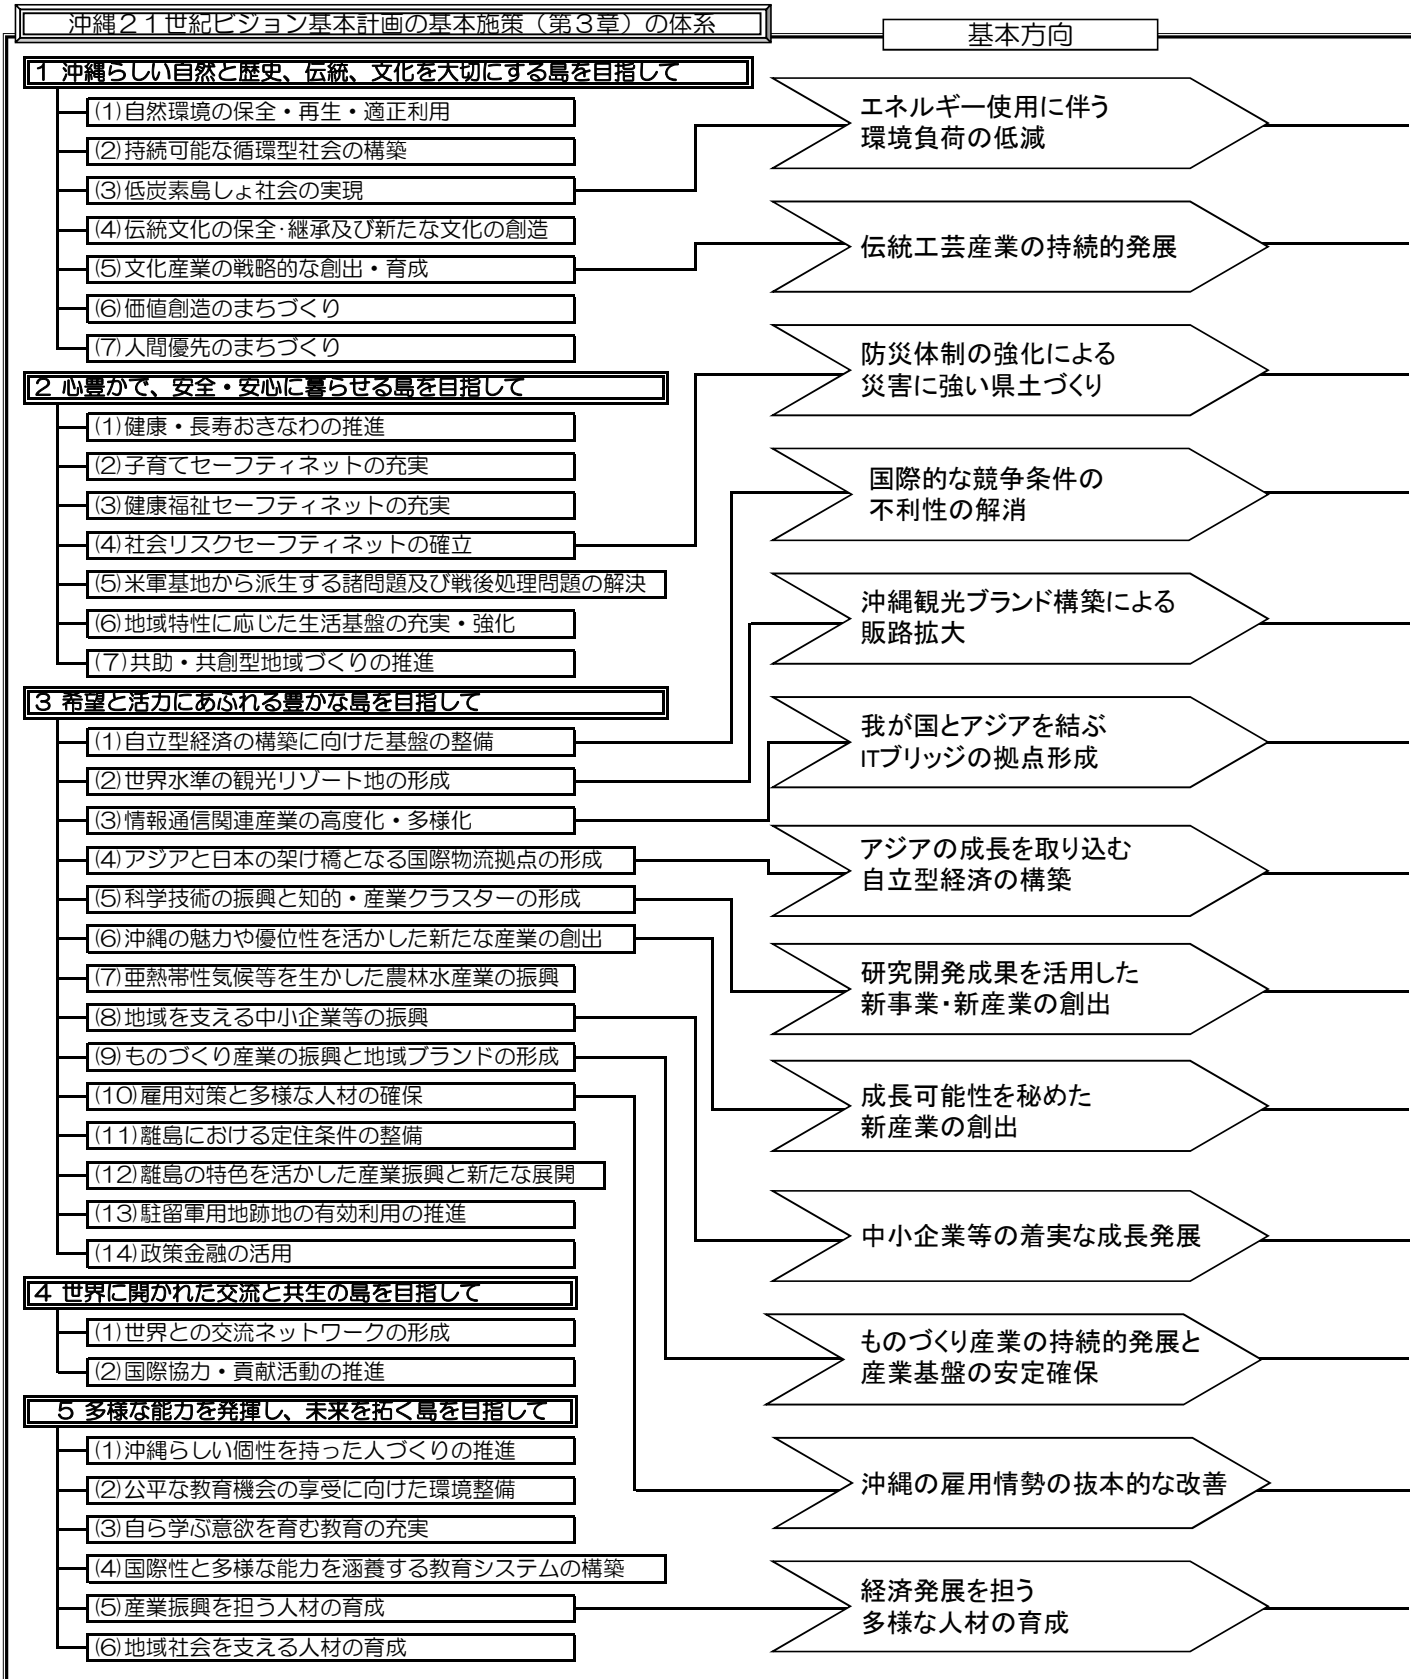 沖縄２１世紀ビジョン基本計画の基本施策（第３章）の体系
基本方向
１ 沖縄らしい自然と歴史、伝統、文化を大切にする島を目指して
(1)自然環境の保全・再生・適正利用
(2)持続可能な循環型社会の構築
(3)低炭素島しょ社会の実現
(4)伝統文化の保全･継承及び新たな文化の創造
(5)文化産業の戦略的な創出・育成
(6)価値創造のまちづくり
(7)人間優先のまちづくり
２ 心豊かで、安全・安心に暮らせる島を目指して
(1)健康・長寿おきなわの推進
(2)子育てセーフティネットの充実
(3)健康福祉セーフティネットの充実
(4)社会リスクセーフティネットの確立
(5)米軍基地から派生する諸問題及び戦後処理問題の解決
(6)地域特性に応じた生活基盤の充実・強化
(7)共助・共創型地域づくりの推進
３ 希望と活力にあふれる豊かな島を目指して
(1)自立型経済の構築に向けた基盤の整備
(2)世界水準の観光リゾート地の形成
(3)情報通信関連産業の高度化・多様化
(4)アジアと日本の架け橋となる国際物流拠点の形成
(5)科学技術の振興と知的・産業クラスターの形成
(6)沖縄の魅力や優位性を活かした新たな産業の創出
(7)亜熱帯性気候等を生かした農林水産業の振興
(8)地域を支える中小企業等の振興
(9)ものづくり産業の振興と地域ブランドの形成
(10)雇用対策と多様な人材の確保
(11)離島における定住条件の整備
(12)離島の特色を活かした産業振興と新たな展開
(13)駐留軍用地跡地の有効利用の推進
(14)政策金融の活用
４ 世界に開かれた交流と共生の島を目指して
(1)世界との交流ネットワークの形成
(2)国際協力・貢献活動の推進
５ 多様な能力を発揮し、未来を拓く島を目指して
(1)沖縄らしい個性を持った人づくりの推進
(2)公平な教育機会の享受に向けた環境整備
(3)自ら学ぶ意欲を育む教育の充実
(4)国際性と多様な能力を涵養する教育システムの構築
(5)産業振興を担う人材の育成
(6)地域社会を支える人材の育成
エネルギー使用に伴う
環境負荷の低減
伝統工芸産業の持続的発展
防災体制の強化による
災害に強い県土づくり
国際的な競争条件の
不利性の解消
沖縄観光ブランド構築による
販路拡大
我が国とアジアを結ぶ
ITブリッジの拠点形成
アジアの成長を取り込む
自立型経済の構築
研究開発成果を活用した
新事業･新産業の創出
成長可能性を秘めた
新産業の創出
中小企業等の着実な成長発展
ものづくり産業の持続的発展と
産業基盤の安定確保
沖縄の雇用情勢の抜本的な改善
経済発展を担う
多様な人材の育成